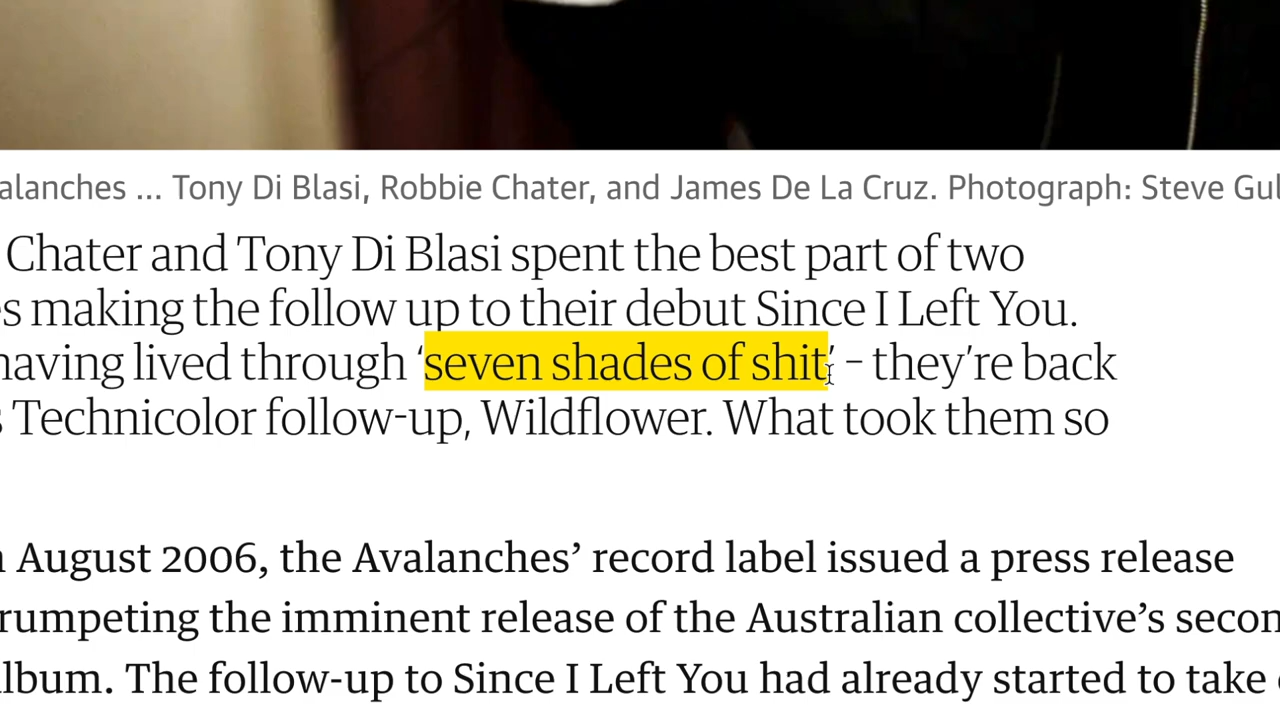 alanches ... Tony Di Blasi, Robbie Chater, and James De La Cruz. Photograph: Steve Gul
Chater and Tony Di Blasi spent the best part of two
s making the follow up to their debut Since I Left You.
having lived through ‘seven shades of shit’ – they’re back
Technicolor follow-up, Wildflower. What took them so
August 2006, the Avalanches’ record label issued a press release
rumpeting the imminent release of the Australian collective’s secon
lbum. The follow-up to Since I Left You had already started to take